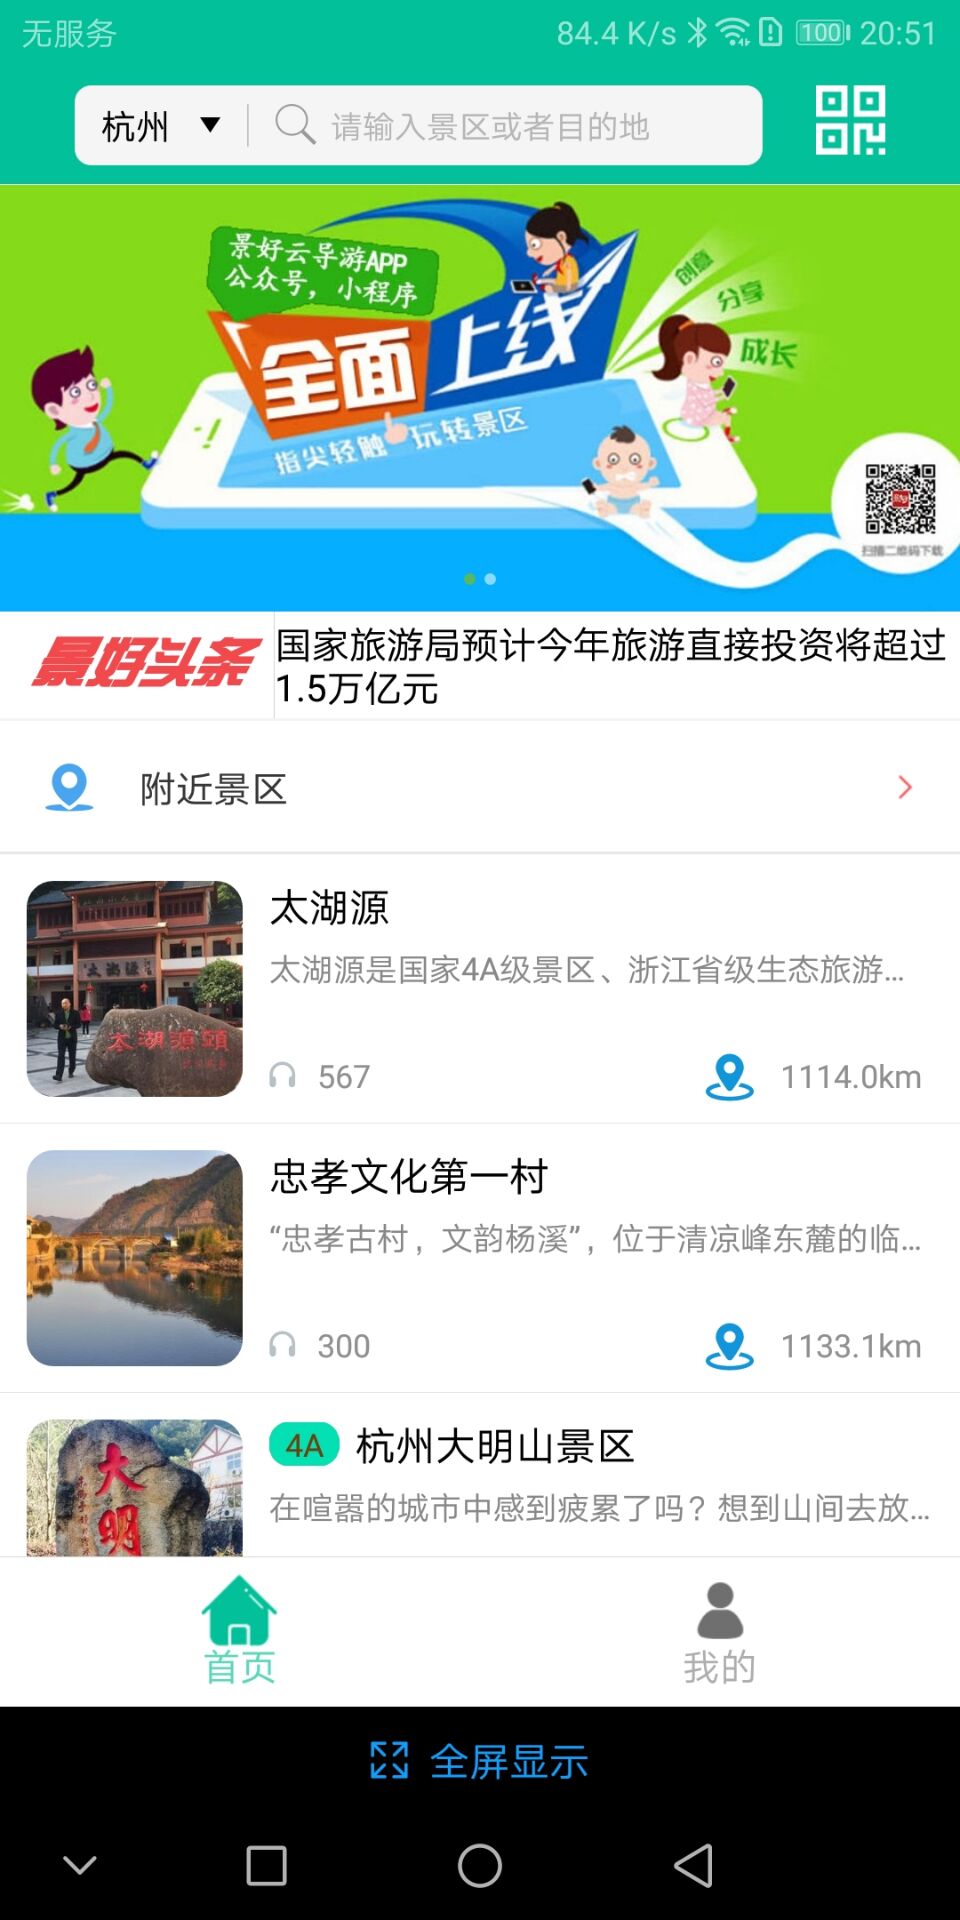 无服务
84.4 K/s
100
20:51
杭州
请输入景区或者目的地
景好云导游APP
公众号，小程序
全面上线
创意
分享
成长
指尖轻触 玩转景区
扫描二维码下载
景好头条
国家旅游局预计今年旅游直接投资将超过
1.5万亿元
附近景区
太湖源
太湖源是国家4A级景区、浙江省级生态旅游...
太湖源
太湖源頭
567
1114.0km
忠孝文化第一村
“忠孝古村，文韵杨溪”，位于清凉峰东麓的临...
300
1133.1km
4A 杭州大明山景区
在喧嚣的城市中感到疲累了吗？想到山间去放...
大明
首页
我的
全屏显示